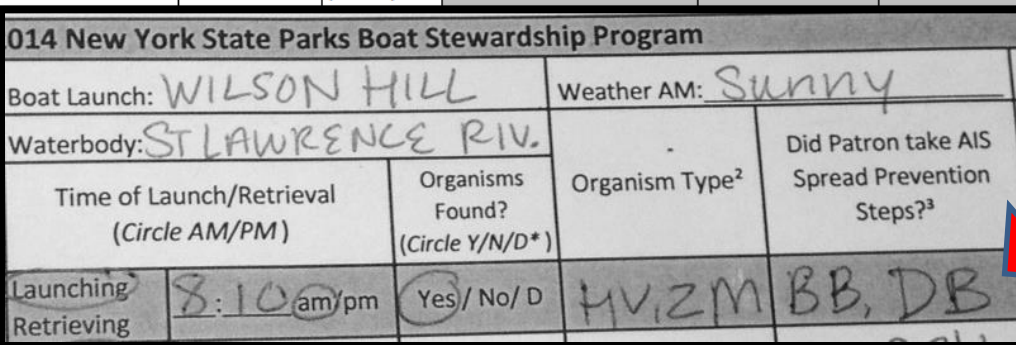 014 New York State Parks Boat Stewardship Program
Boat Launch: WILSON HILL
Weather AM: Sunny
Waterbody: ST LAWRENCE RIV.
Time of Launch/Retrieval
(Circle AM/PM)
Organisms
Found?
(Circle Y/N/D*)
Organism Type²
Did Patron take AIS
Spread Prevention
Steps?³
Launching
Retrieving
8:10 am/pm
Yes/ No/ D
HV, ZM
BB, DB